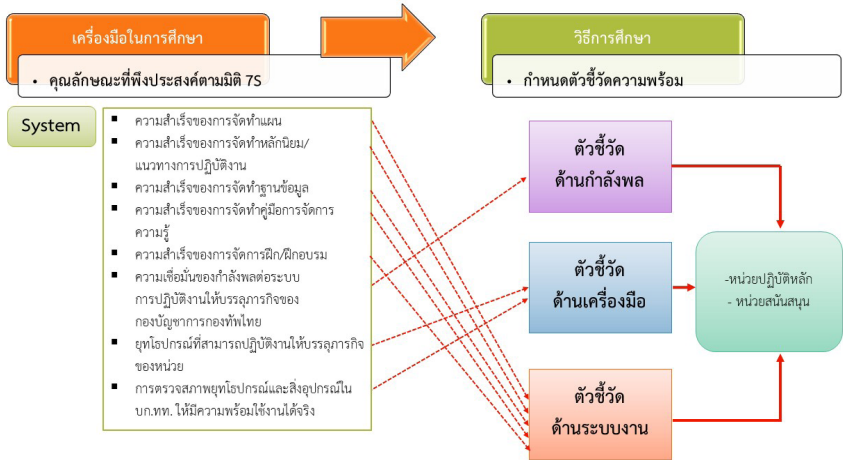 เครื่องมือในการศึกษา
• คุณลักษณะที่พึงประสงค์ตามมิติ 7S
วิธีการศึกษา
• กำหนดตัวชี้วัดความพร้อม
System
▪ ความสำเร็จของการจัดทำแผน
▪ ความสำเร็จของการจัดทำหลักนิยม/
แนวทางการปฏิบัติงาน
▪ ความสำเร็จของการจัดทำฐานข้อมูล
▪ ความสำเร็จของการจัดทำคู่มือการจัดการ
ความรู้
▪ ความสำเร็จของการจัดการฝึก/ฝึกอบรม
▪ ความเชื่อมั่นของกำลังพลต่อระบบ
การปฏิบัติงานให้บรรลุภารกิจของ
กองบัญชาการกองทัพไทย
▪ ยุทโธปกรณ์ที่สามารถปฏิบัติงานให้บรรลุภารกิจ
ของหน่วย
▪ การตรวจสภาพยุทโธปกรณ์และสิ่งอุปกรณ์ใน
บก.ทท. ให้มีความพร้อมใช้งานได้จริง
ตัวชี้วัด
ด้านกำลังพล
ตัวชี้วัด
ด้านเครื่องมือ
ตัวชี้วัด
ด้านระบบงาน
-หน่วยปฏิบัติหลัก
- หน่วยสนันสนุน